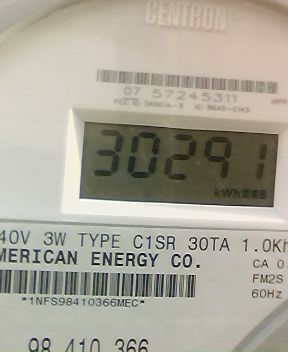 CENTRON®
07 57245311
30291
kWh
40V 3W TYPE C1SR 30TA 1.0Kh
MERICAN ENERGY CO.
CA 0.
FM2S
60Hz
*1NFS98410366MEC*
98 410 366